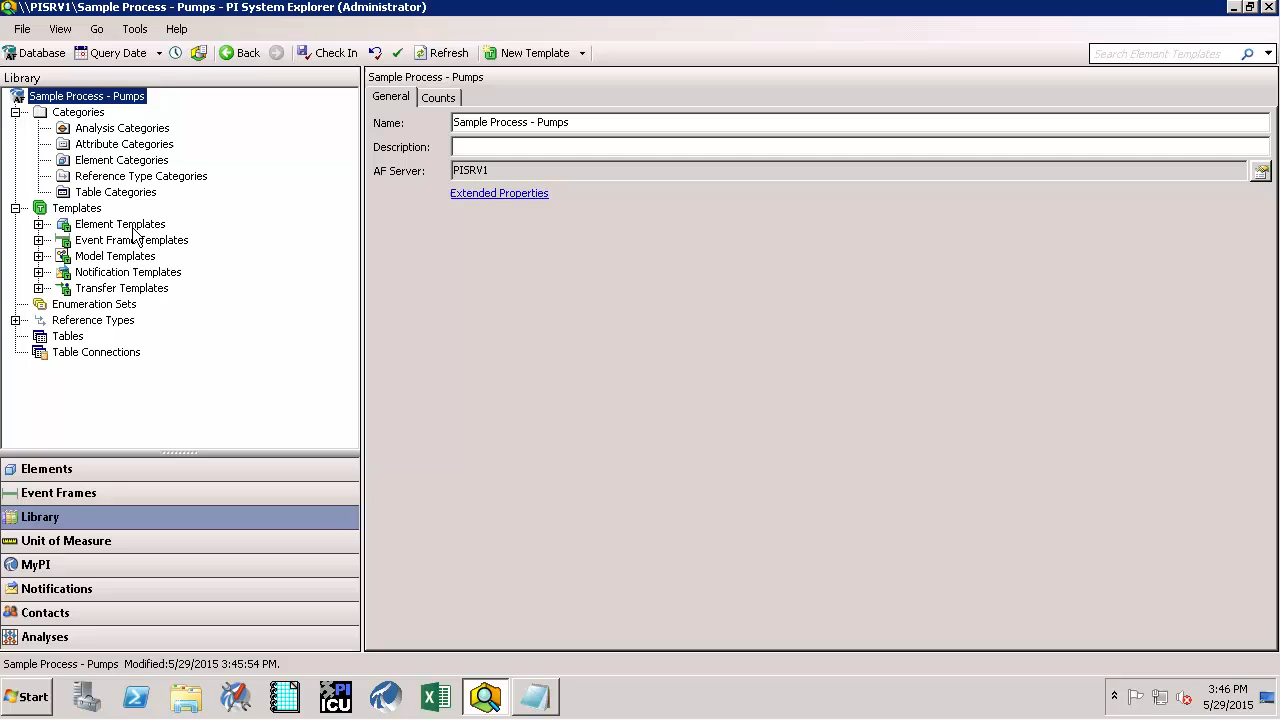 \\PISRV1\Sample Process - Pumps - PI System Explorer (Administrator)
File View Go Tools Help
Database Query Date Back Check In Refresh New Template Search Element Templates
Library
Sample Process - Pumps
Categories
Analysis Categories
Attribute Categories
Element Categories
Reference Type Categories
Table Categories
Templates
Element Templates
Event Frame Templates
Model Templates
Notification Templates
Transfer Templates
Enumeration Sets
Reference Types
Tables
Table Connections
Elements
Event Frames
Library
Unit of Measure
MyPI
Notifications
Contacts
Analyses
Sample Process - Pumps
General Counts
Name: Sample Process - Pumps
Description:
AF Server: PISRV1
Extended Properties
Sample Process - Pumps Modified:5/29/2015 3:45:54 PM.
Start
PI
ICU
3:46 PM
5/29/2015